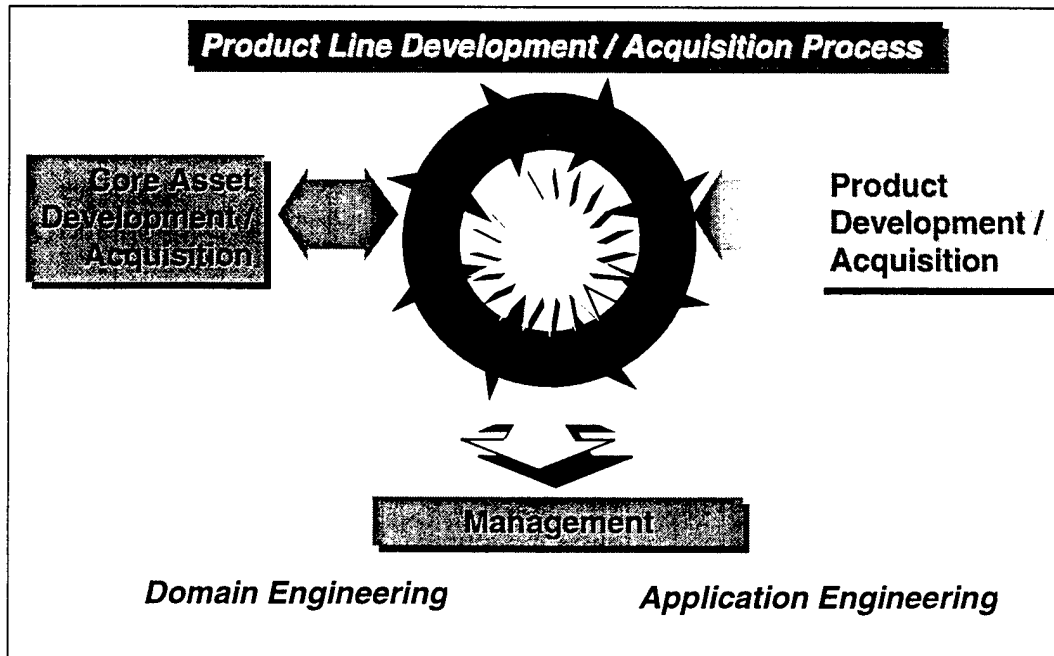 Product Line Development / Acquisition Process
Core Asset
Development /
Acquisition
Product
Development /
Acquisition
Management
Domain Engineering
Application Engineering